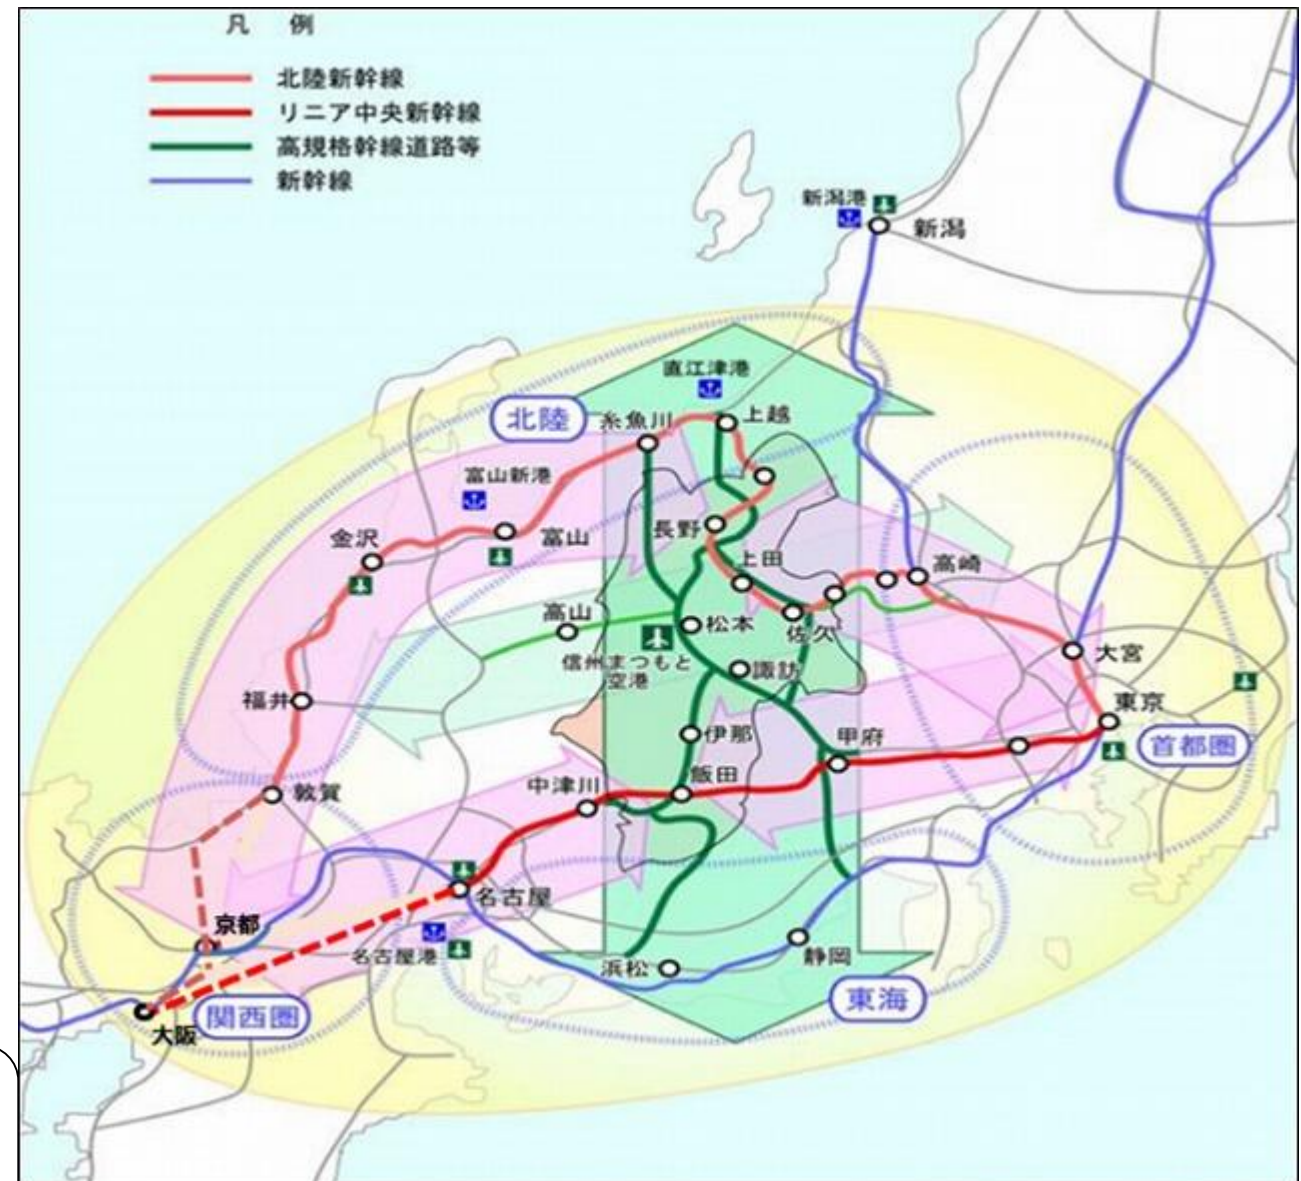 凡 例
北陸新幹線
リニア中央新幹線
高規格幹線道路等
新幹線
新潟港
新潟
直江津港
北陸
糸魚川
上越
富山新港
金沢
富山
長野
上田
高崎
高山
松本
佐久
信州まつもと
空港
諏訪
大宮
福井
東京
伊那
甲府
首都圏
敦賀
中津川
飯田
名古屋
京都
名古屋港
浜松
静岡
東海
関西圏
大阪